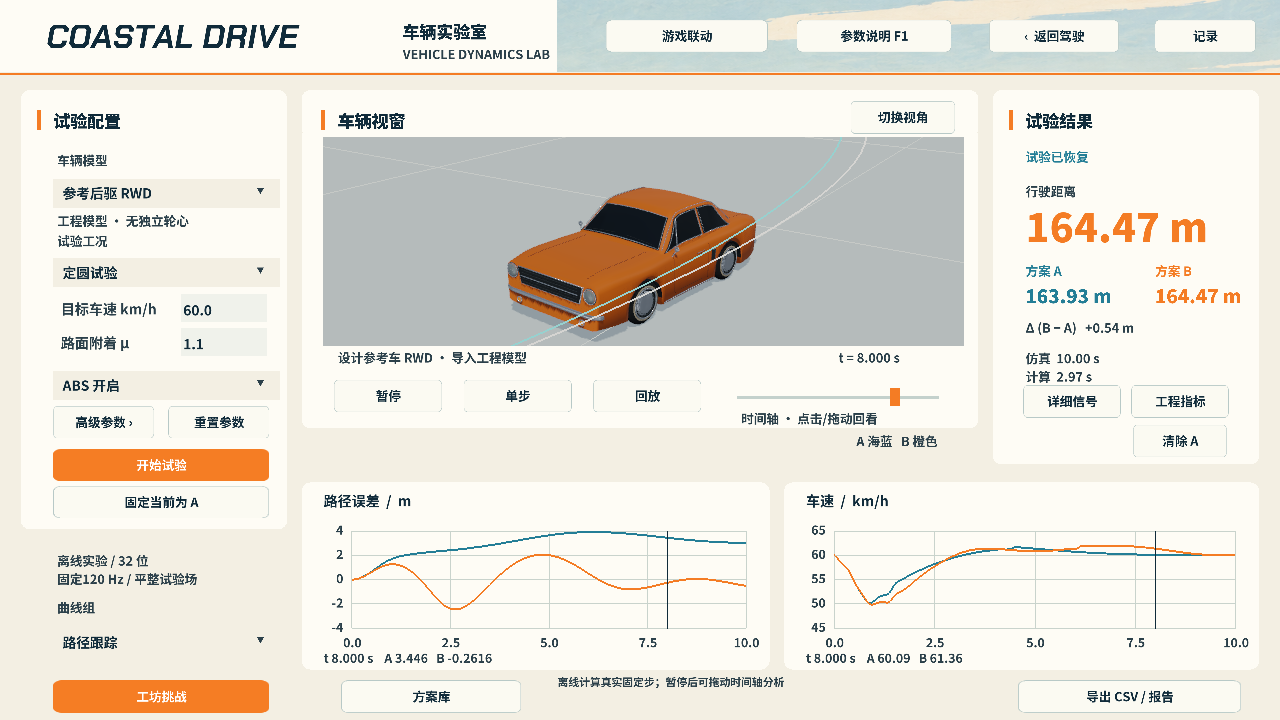 COASTAL DRIVE
车辆实验室
VEHICLE DYNAMICS LAB
游戏联动
参数说明 F1
‹ 返回驾驶
记录
试验配置
车辆模型
参考后驱 RWD
工程模型 · 无独立轮心
试验工况
定圆试验
目标车速 km/h 60.0
路面附着 μ 1.1
ABS 开启
高级参数 ›
重置参数
开始试验
固定当前为 A
离线实验 / 32 位
固定120 Hz / 平整试验场
曲线组
路径跟踪
工坊挑战
车辆视窗
切换视角
设计参考车 RWD · 导入工程模型
t = 8.000 s
暂停
单步
回放
时间轴 · 点击/拖动回看
A 海蓝 B 橙色
试验结果
试验已恢复
行驶距离
164.47 m
方案 A 方案 B
163.93 m 164.47 m
Δ (B − A) +0.54 m
仿真 10.00 s
计算 2.97 s
详细信号
工程指标
清除 A
路径误差 / m
4
2
0
-2
-4
0.0 2.5 5.0 7.5 10.0
t 8.000 s A 3.446 B -0.2616
车速 / km/h
65
60
55
50
45
0.0 2.5 5.0 7.5 10.0
t 8.000 s A 60.09 B 61.36
方案库
离线计算真实固定步；暂停后可拖动时间轴分析
导出 CSV / 报告